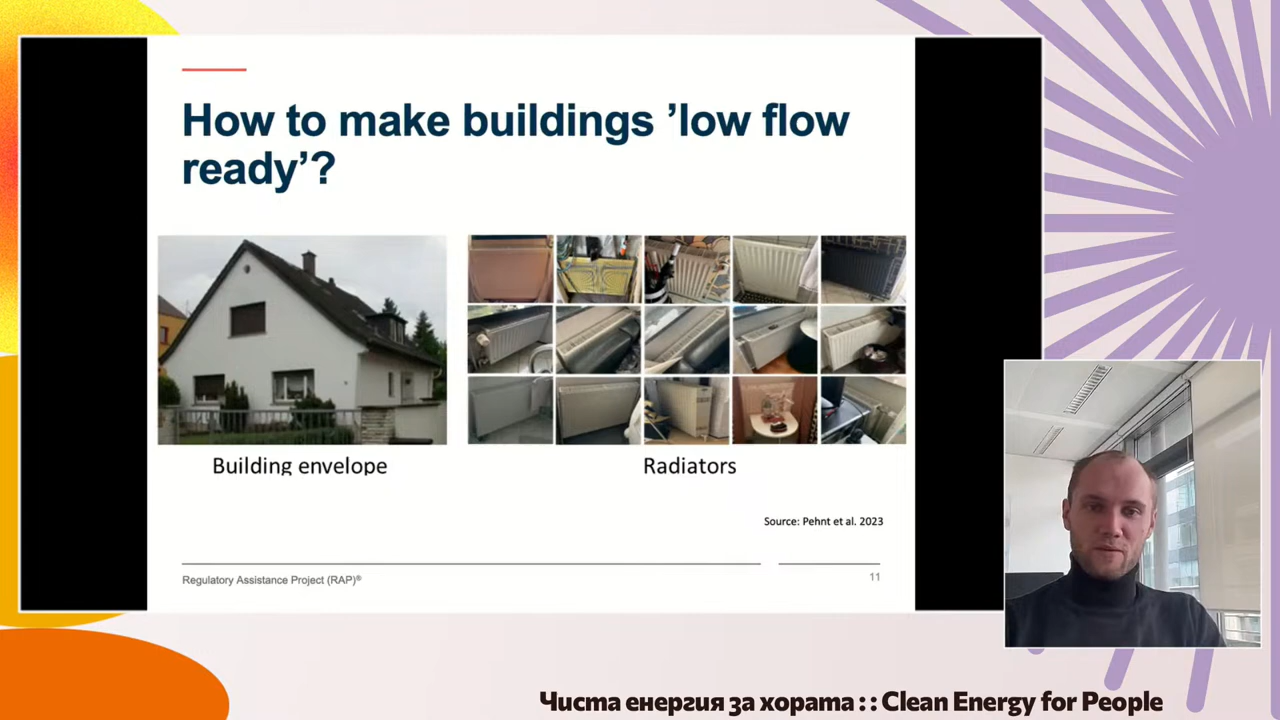 How to make buildings ’low flow
ready’?
Building envelope
Radiators
Source: Pehnt et al. 2023
Regulatory Assistance Project (RAP)®
11
Чиста енергия за хората :: Clean Energy for People